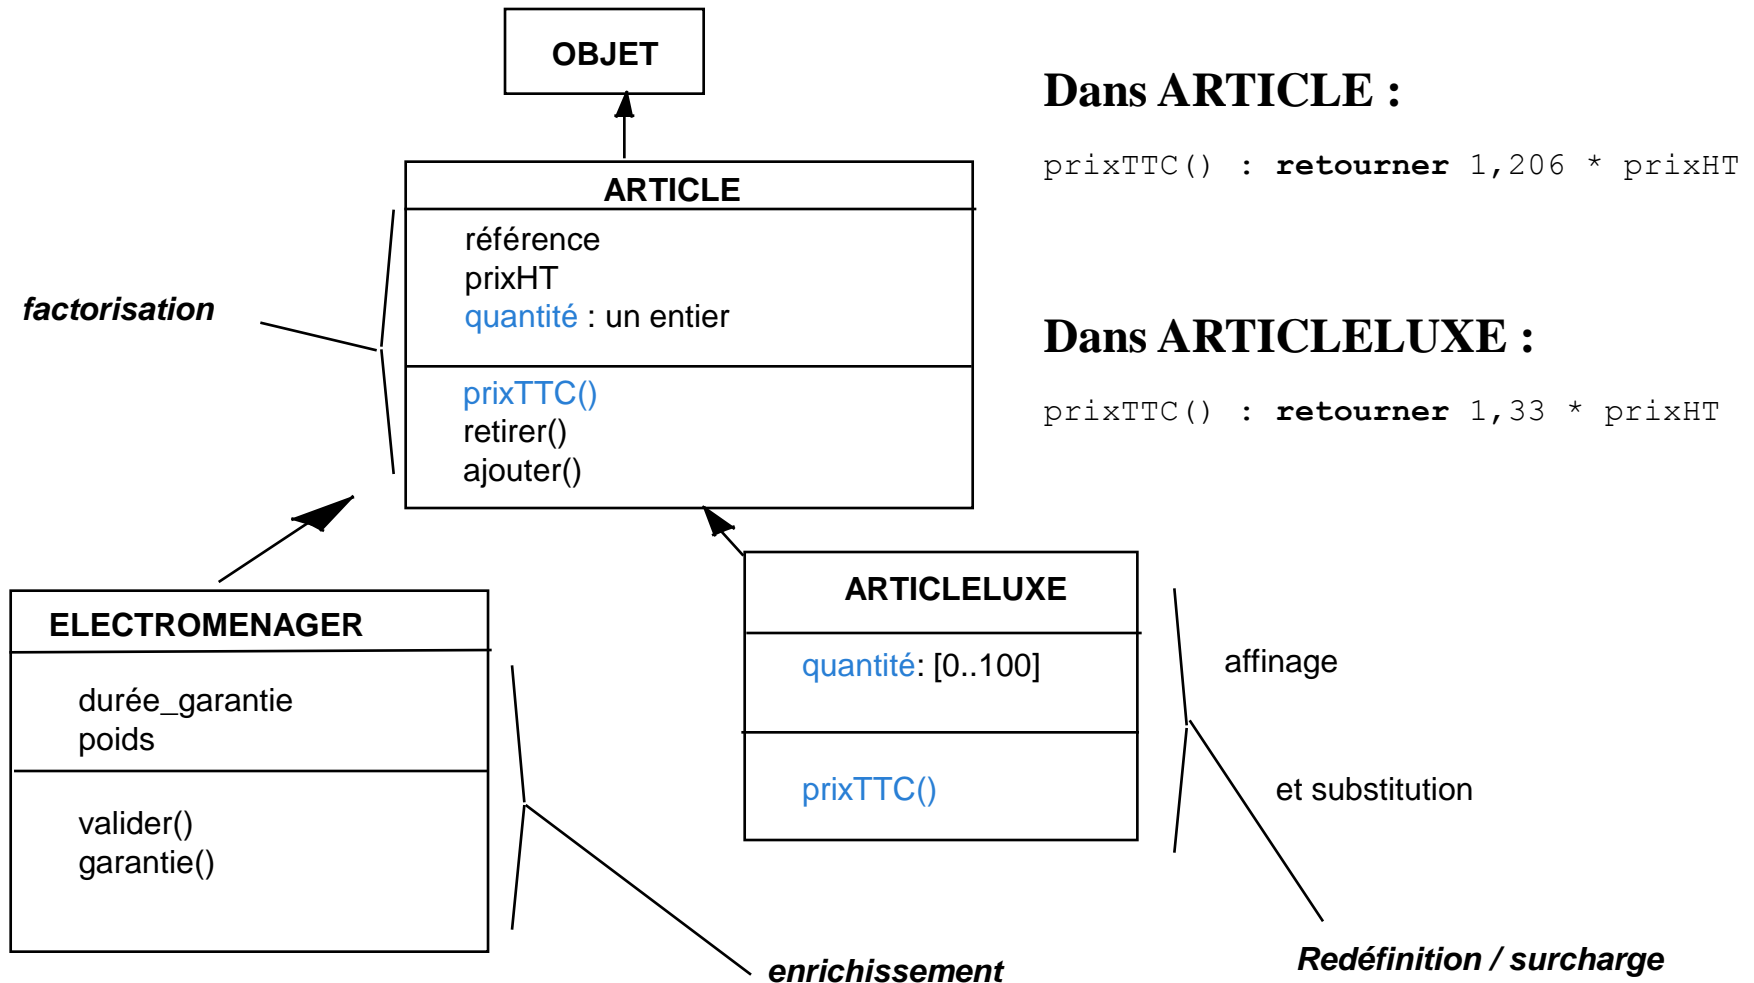 OBJET
Dans ARTICLE :
prixTTC() : retourner 1,206 * prixHT
ARTICLE
référence
prixHT
quantité : un entier
factorisation
Dans ARTICLELUXE :
prixTTC() : retourner 1,33 * prixHT
prixTTC()
retirer()
ajouter()
ELECTROMENAGER
durée_garantie
poids
valider()
garantie()
enrichissement
ARTICLELUXE
quantité: [0..100]
affinage
prixTTC()
et substitution
Redéfinition / surcharge